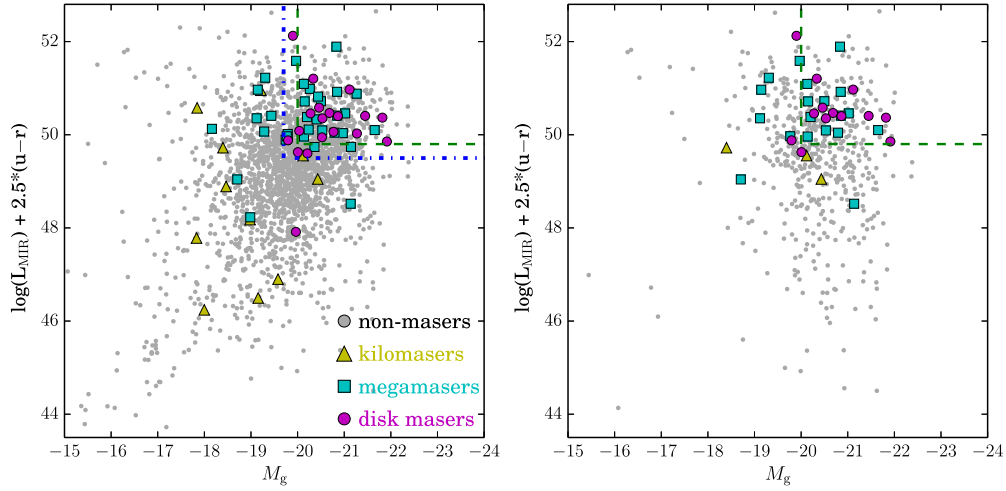 log(L_MIR) + 2.5*(u−r)
52
50
48
46
44
non-masers
kilomasers
megamasers
disk masers
−15 −16 −17 −18 −19 −20 −21 −22 −23 −24
M_g
log(L_MIR) + 2.5*(u−r)
52
50
48
46
44
−15 −16 −17 −18 −19 −20 −21 −22 −23 −24
M_g